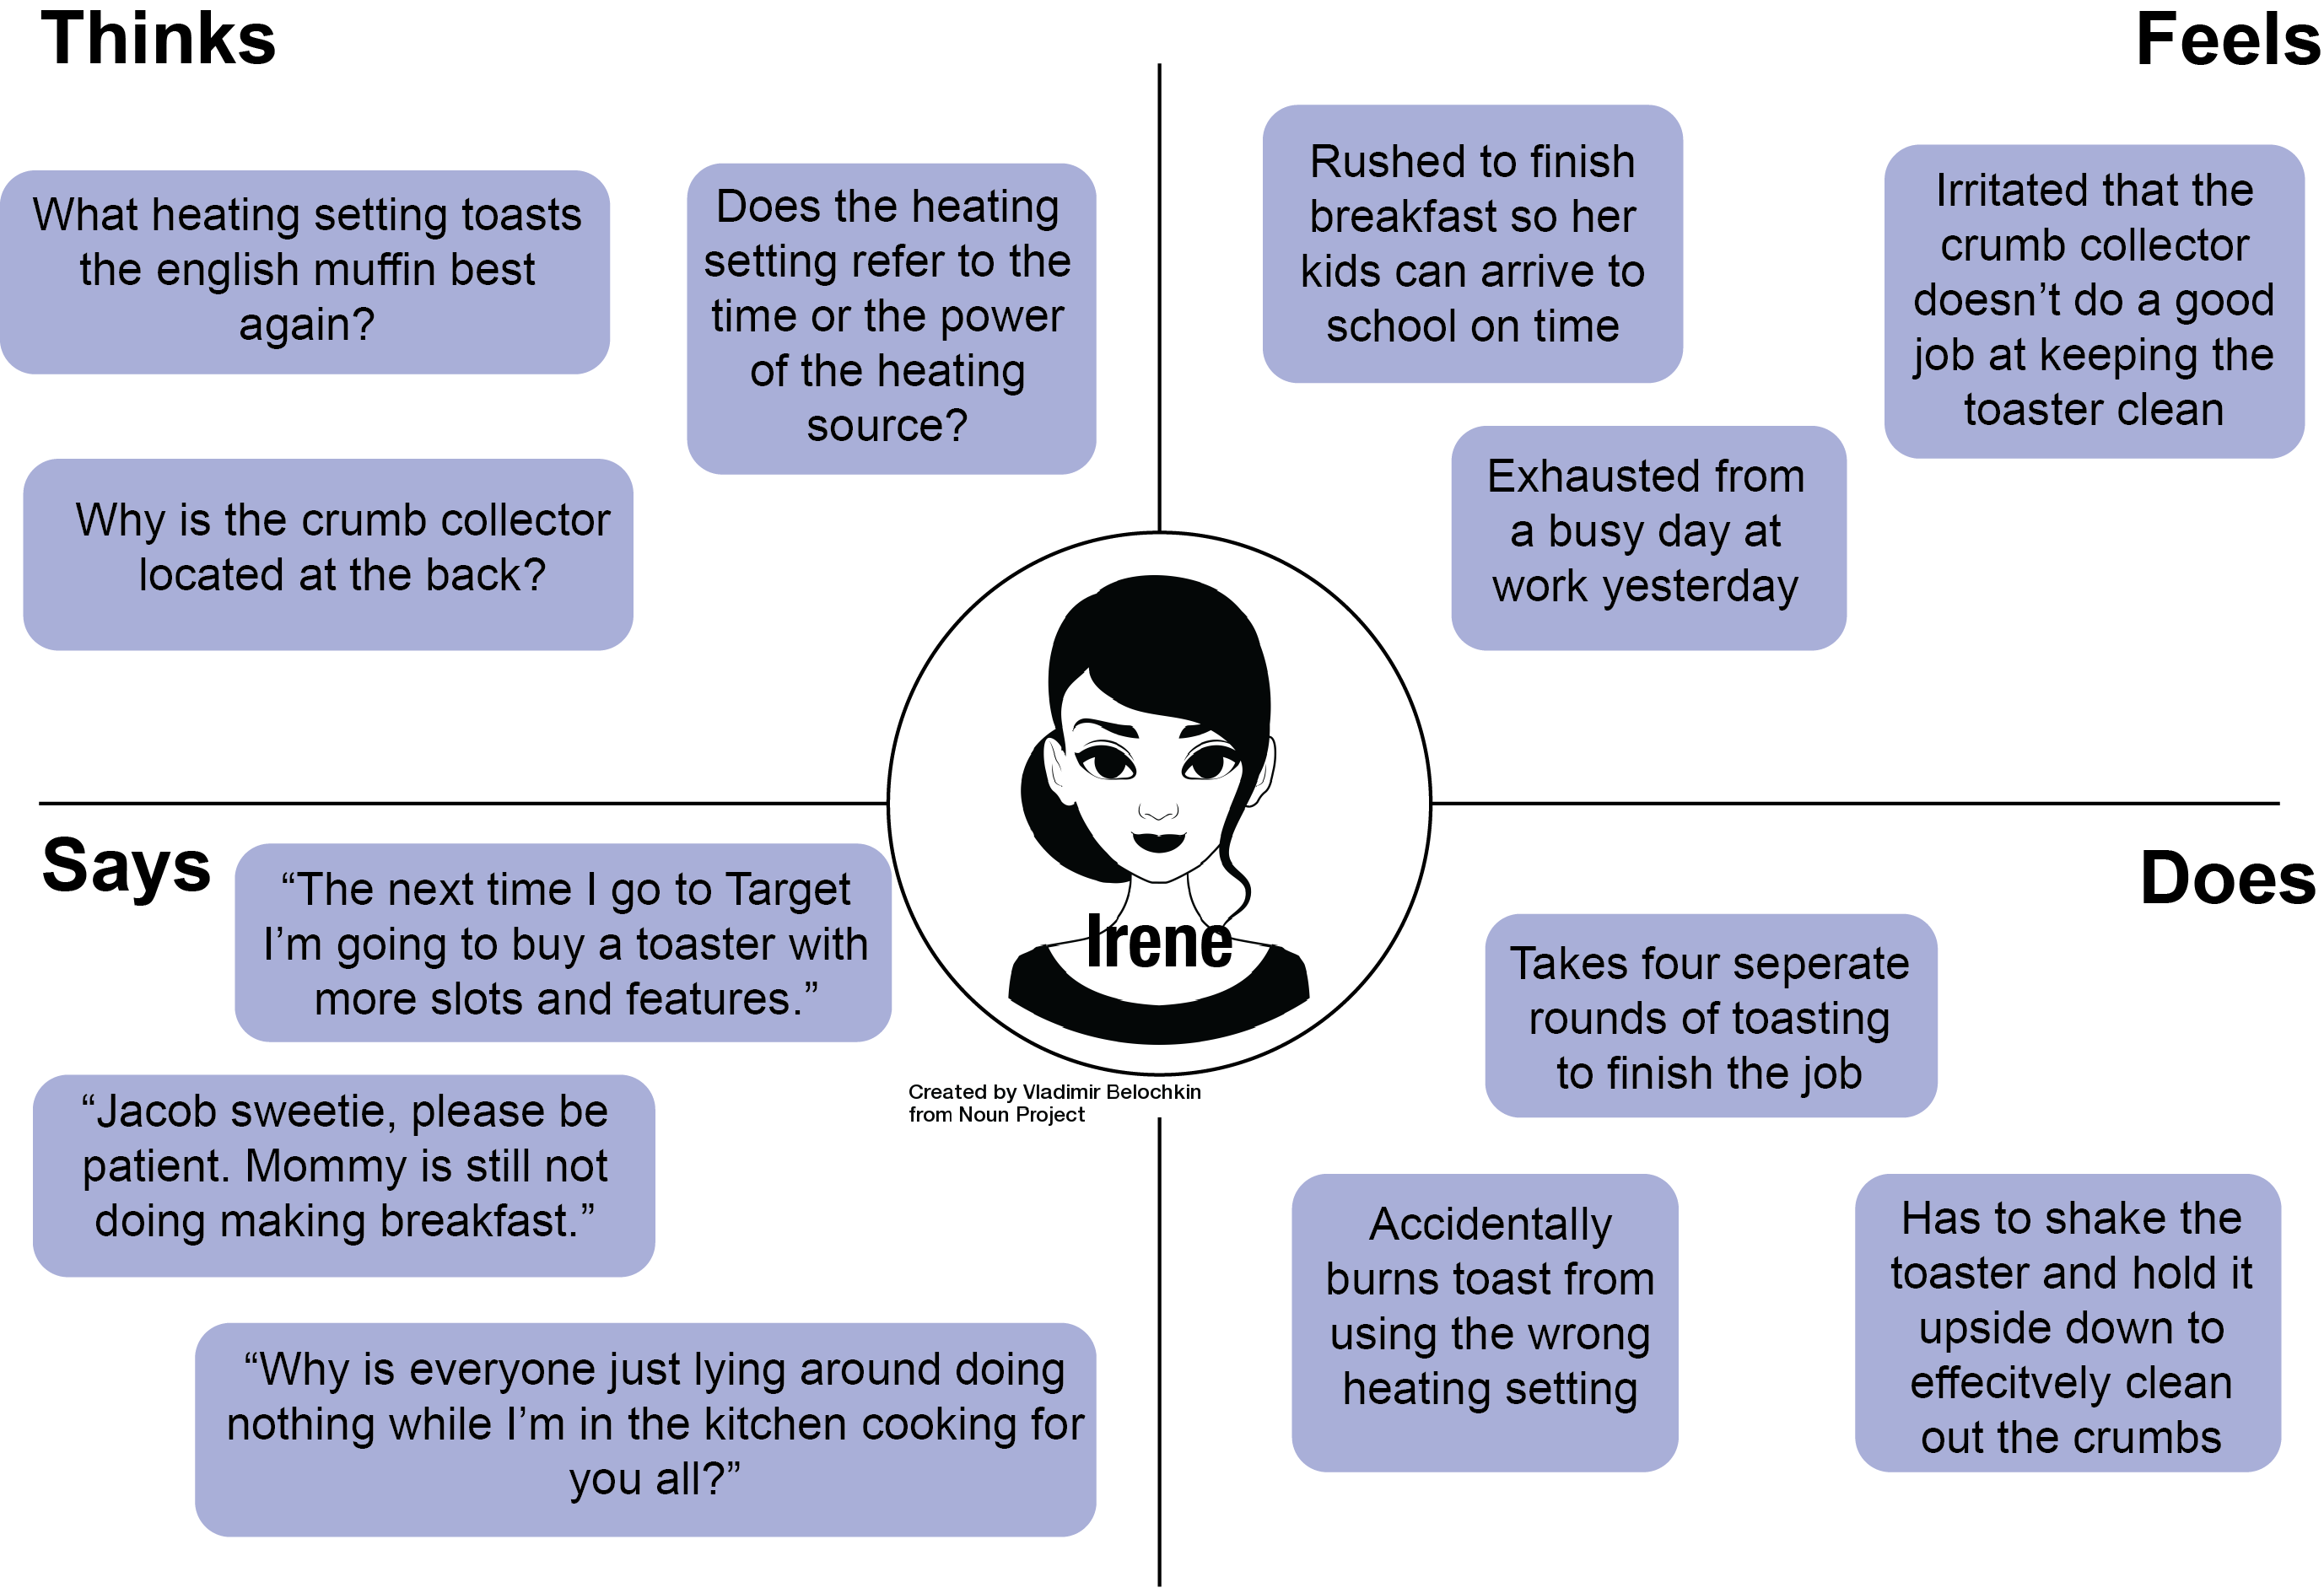 Thinks
What heating setting toasts
the english muffin best
again?
Does the heating
setting refer to the
time or the power
of the heating
source?
Why is the crumb collector
located at the back?
Feels
Rushed to finish
breakfast so her
kids can arrive to
school on time
Irritated that the
crumb collector
doesn’t do a good
job at keeping the
toaster clean
Exhausted from
a busy day at
work yesterday
Irene
Created by Vladimir Belochkin
from Noun Project
Says
“The next time I go to Target
I’m going to buy a toaster with
more slots and features.”
“Jacob sweetie, please be
patient. Mommy is still not
doing making breakfast.”
“Why is everyone just lying around doing
nothing while I’m in the kitchen cooking for
you all?”
Does
Takes four seperate
rounds of toasting
to finish the job
Accidentally
burns toast from
using the wrong
heating setting
Has to shake the
toaster and hold it
upside down to
effecitvely clean
out the crumbs